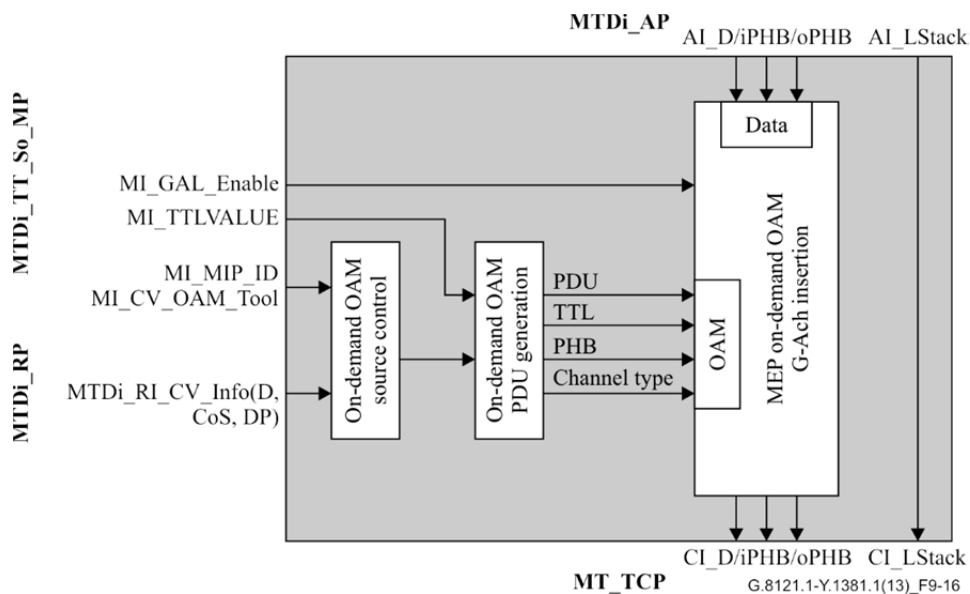 MTDi_AP
AI_D/iPHB/oPHB
AI_LStack
MTDi_TT_So_MP
Data
MI_GAL_Enable
MI_TTLVALUE
MI_MIP_ID
MI_CV_OAM_Tool
On-demand OAM
source control
On-demand OAM
PDU generation
PDU
TTL
PHB
Channel type
OAM
MEP on-demand OAM
G-Ach insertion
MTDi_RP
MTDi_RI_CV_Info(D,
CoS, DP)
CI_D/iPHB/oPHB
CI_LStack
MT_TCP
G.8121.1-Y.1381.1(13)_F9-16